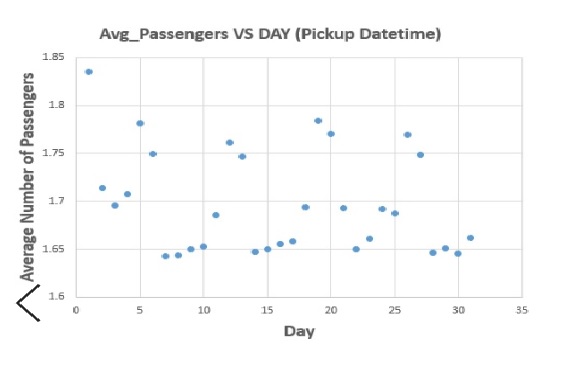 Avg_Passengers VS DAY (Pickup Datetime)
Average Number of Passengers
1.85
1.8
1.75
1.7
1.65
1.6
0 5 10 15 20 25 30 35
Day